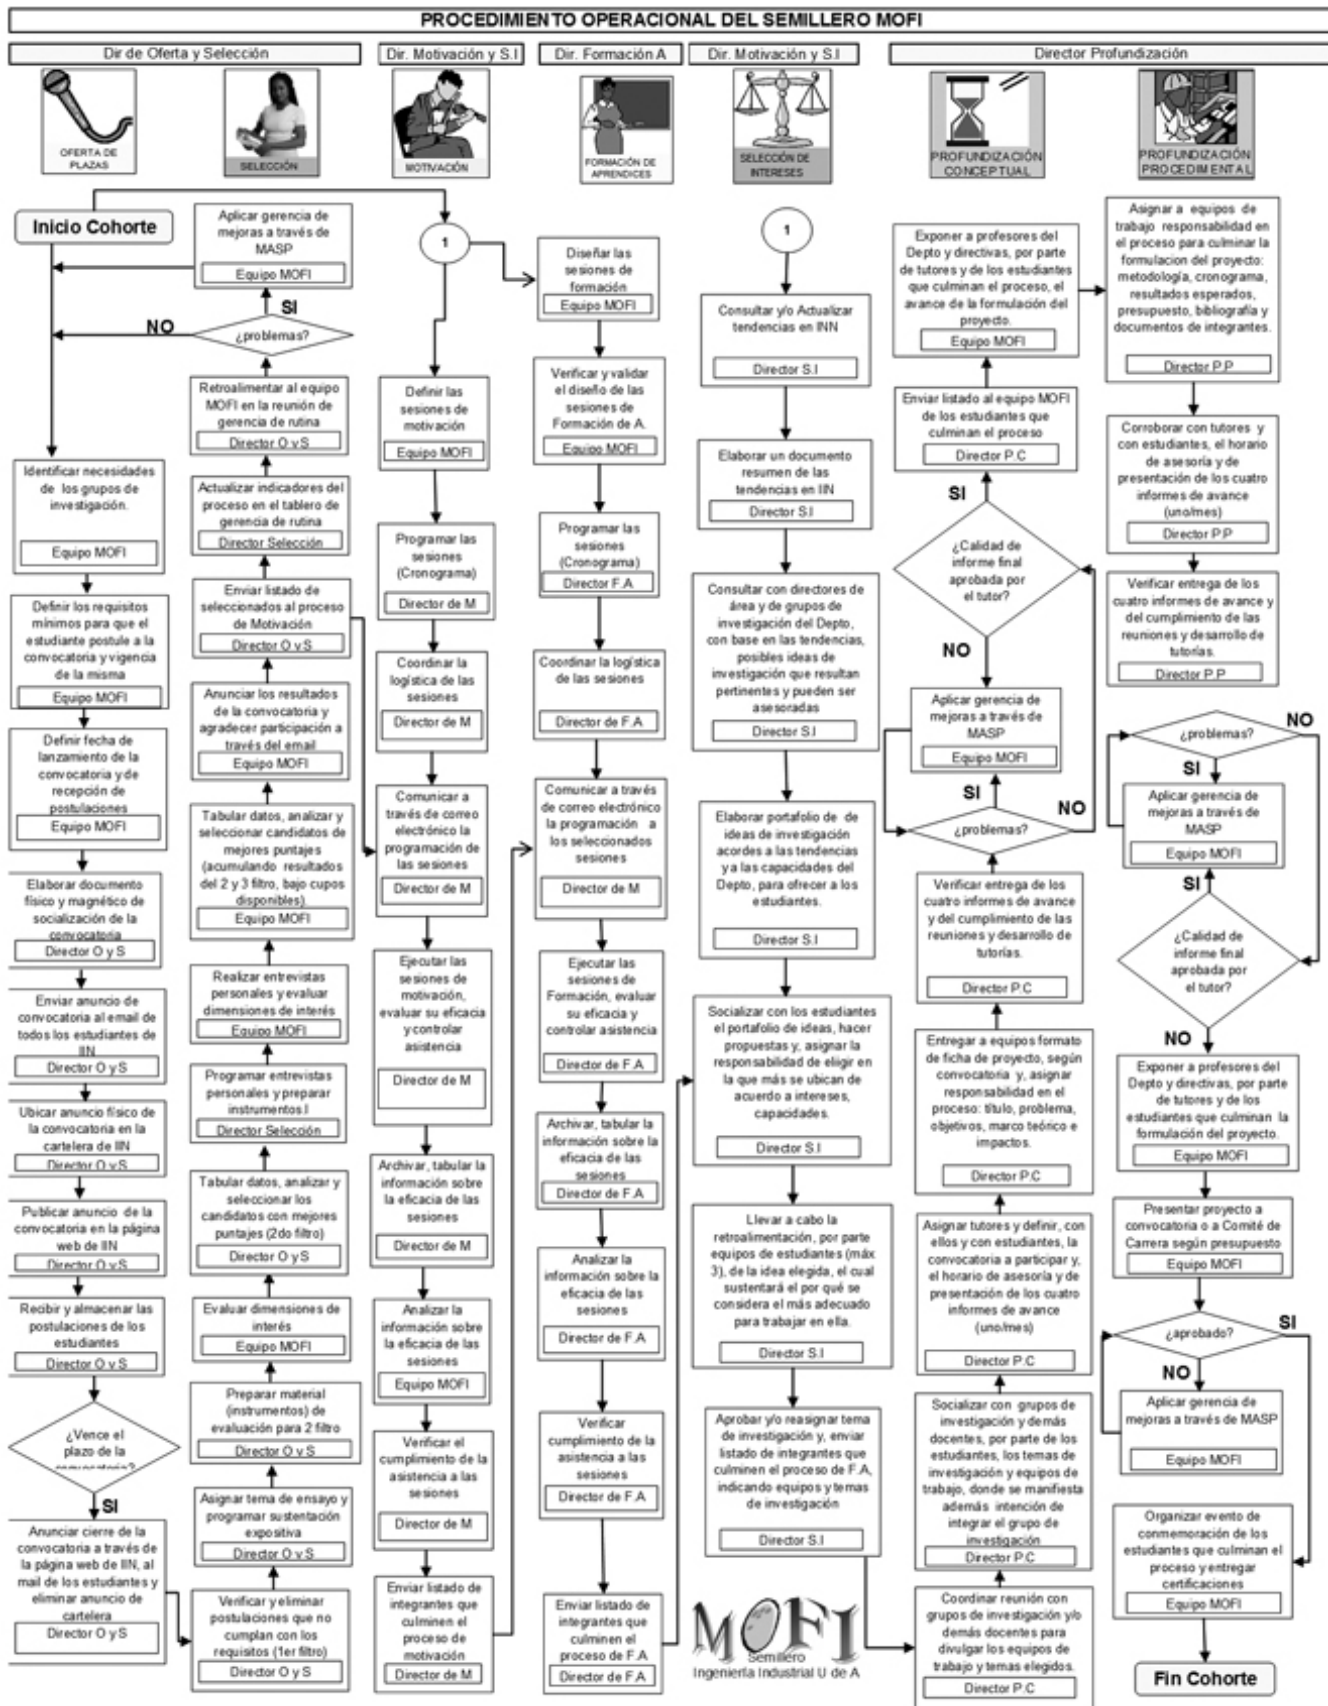 PROCEDIMIENTO OPERACIONAL DEL SEMILLERO MOFI
Dir de Oferta y Selección
Dir. Motivación y S.I
Dir. Formación A
Dir. Motivación y S.I
Director Profundización
OFERTA DE
PLAZAS
SELECCIÓN
MOTIVACIÓN
FORMACIÓN DE
APRENDICES
SELECCIÓN DE
INTERESES
PROFUNDIZACIÓN
CONCEPTUAL
PROFUNDIZACIÓN
PROCEDIMENTAL
Inicio Cohorte
Identificar necesidades
de los grupos de
investigación.
Equipo MOFI
Definir los requisitos
mínimos para que el
estudiante postule a la
convocatoria y vigencia
de la misma
Equipo MOFI
Definir fecha de
lanzamiento de la
convocatoria y de
recepción de
postulaciones
Equipo MOFI
Elaborar documento
físico y magnético de
socialización de la
convocatoria
Director O y S
Enviar anuncio de
convocatoria al email de
todos los estudiantes de
IIN
Director O y S
Ubicar anuncio físico de
la convocatoria en la
cartelera de IIN
Director O y S
Publicar anuncio de la
convocatoria en la página
web de IIN
Director O y S
Recibir y almacenar las
postulaciones de los
estudiantes
Director O y S
¿Vence el
plazo de la
convocatoria?
SI
Anunciar cierre de la
convocatoria a través de
la página web de IIN, al
mail de los estudiantes y
eliminar anuncio de
cartelera
Director O y S
Aplicar gerencia de
mejoras a través de
MASP
Equipo MOFI
SI
NO
¿problemas?
Retroalimentar al equipo
MOFI en la reunión de
gerencia de rutina
Director O y S
Actualizar indicadores del
proceso en el tablero de
gerencia de rutina
Director Selección
Enviar listado de
seleccionados al proceso
de Motivación
Director O y S
Anunciar los resultados
de la convocatoria y
agradecer participación a
través del email
Equipo MOFI
Tabular datos, analizar y
seleccionar candidatos de
mejores puntajes
(acumulando resultados
del 2 y 3 filtro, bajo cupos
disponibles).
Equipo MOFI
Realizar entrevistas
personales y evaluar
dimensiones de interés
Equipo MOFI
Programar entrevistas
personales y preparar
instrumentos.l
Director Selección
Tabular datos, analizar y
seleccionar los
candidatos con mejores
puntajes (2do filtro)
Director O y S
Evaluar dimensiones de
interés
Equipo MOFI
Preparar material
(instrumentos) de
evaluación para 2 filtro
Director O y S
Asignar tema de ensayo y
programar sustentación
expositiva
Director O y S
Verificar y eliminar
postulaciones que no
cumplan con los
requisitos (1er filtro)
Director O y S
1
Definir las
sesiones de
motivación
Equipo MOFI
Programar las
sesiones
(Cronograma)
Director de M
Coordinar la
logística de las
sesiones
Director de M
Comunicar a
través de correo
electrónico la
programación de
las sesiones
Director de M
Ejecutar las
sesiones de
motivación,
evaluar su eficacia
y controlar
asistencia
Director de M
Archivar, tabular la
información sobre
la eficacia de las
sesiones
Director de M
Analizar la
información sobre
la eficacia de las
sesiones
Equipo MOFI
Verificar el
cumplimiento de la
asistencia a las
sesiones
Director de M
Enviar listado de
integrantes que
culminen el
proceso de
motivación
Director de M
Diseñar las
sesiones de
formación
Equipo MOFI
Verificar y validar
el diseño de las
sesiones de
Formación de A.
Equipo MOFI
Programar las
sesiones
(Cronograma)
Director F.A
Coordinar la logística
de las sesiones
Director de F.A
Comunicar a través
de correo electrónico
la programación a
los seleccionados
sesiones
Director de M
Ejecutar las
sesiones de
Formación, evaluar
su eficacia y
controlar asistencia
Director de F.A
Archivar, tabular la
información sobre la
eficacia de las
sesiones
Director de F.A
Analizar la
información sobre la
eficacia de las
sesiones
Director de F.A
Verificar
cumplimiento de la
asistencia a las
sesiones
Director de F.A
Enviar listado de
integrantes que
culminen el
proceso de F.A
Director de F.A
1
Consultar y/o Actualizar
tendencias en INN
Director S.I
Elaborar un documento
resumen de las
tendencias en IIN
Director S.I
Consultar con directores de
área y de grupos de
investigación del Depto,
con base en las tendencias,
posibles ideas de
investigación que resultan
pertinentes y pueden ser
asesoradas
Director S.I
Elaborar portafolio de de
ideas de investigación
acordes a las tendencias
ya las capacidades del
Depto, para ofrecer a los
estudiantes.
Director S.I
Socializar con los estudiantes
el portafolio de ideas, hacer
propuestas y, asignar la
responsabilidad de eligir en
la que más se ubican de
acuerdo a intereses,
capacidades.
Director S.I
Llevar a cabo la
retroalimentación, por parte
equipos de estudiantes (máx
3), de la idea elegida, el cual
sustentará el por qué se
considera el más adecuado
para trabajar en ella.
Director S.I
Aprobar y/o reasignar tema
de investigación y, enviar
listado de integrantes que
culminen el proceso de F.A,
indicando equipos y temas
de investigación
Director S.I
MOFI
Semillero
Ingeniería Industrial U de A
Exponer a profesores del
Depto y directivas, por parte
de tutores y de los estudiantes
que culminan el proceso, el
avance de la formulación del
proyecto.
Equipo MOFI
Enviar listado al equipo MOFI
de los estudiantes que
culminan el proceso
Director P.C
SI
¿Calidad de
informe final
aprobada por
el tutor?
NO
Aplicar gerencia de
mejoras a través de
MASP
Equipo MOFI
SI
NO
¿problemas?
Verificar entrega de los
cuatro informes de avance
y del cumplimiento de las
reuniones y desarrollo de
tutorías.
Director P.C
Entregar a equipos formato
de ficha de proyecto, según
convocatoria y, asignar
responsabilidad en el
proceso: título, problema,
objetivos, marco teórico e
impactos.
Director P.C
Asignar tutores y definir, con
ellos y con estudiantes, la
convocatoria a participar y,
el horario de asesoría y de
presentación de los cuatro
informes de avance
(uno/mes)
Director P.C
Socializar con grupos de
investigación y demás
docentes, por parte de los
estudiantes, los temas de
investigación y equipos de
trabajo, donde se manifiesta
además intención de
integrar el grupo de
investigación
Director P.C
Coordinar reunión con
grupos de investigación y/o
demás docentes para
divulgar los equipos de
trabajo y temas elegidos.
Director P.C
Asignar a equipos de
trabajo responsabilidad en
el proceso para culminar la
formulacion del proyecto:
metodología, cronograma,
resultados esperados,
presupuesto, bibliografía y
documentos de integrantes.
Director P.P
Corroborar con tutores y
con estudiantes, el horario
de asesoría y de
presentación de los cuatro
informes de avance
(uno/mes)
Director P.P
Verificar entrega de los
cuatro informes de avance y
del cumplimiento de las
reuniones y desarrollo de
tutorías.
Director P.P
NO
¿problemas?
SI
Aplicar gerencia de
mejoras a través de
MASP
Equipo MOFI
SI
¿Calidad de
informe final
aprobada por
el tutor?
NO
Exponer a profesores del
Depto y directivas, por parte
de tutores y de los
estudiantes que culminan la
formulación del proyecto.
Equipo MOFI
Presentar proyecto a
convocatoria o a Comité de
Carrera según presupuesto
Equipo MOFI
SI
¿aprobado?
NO
Aplicar gerencia de
mejoras a través de MASP
Equipo MOFI
Organizar evento de
conmemoración de los
estudiantes que culminan el
proceso y entregar
certificaciones
Equipo MOFI
Fin Cohorte